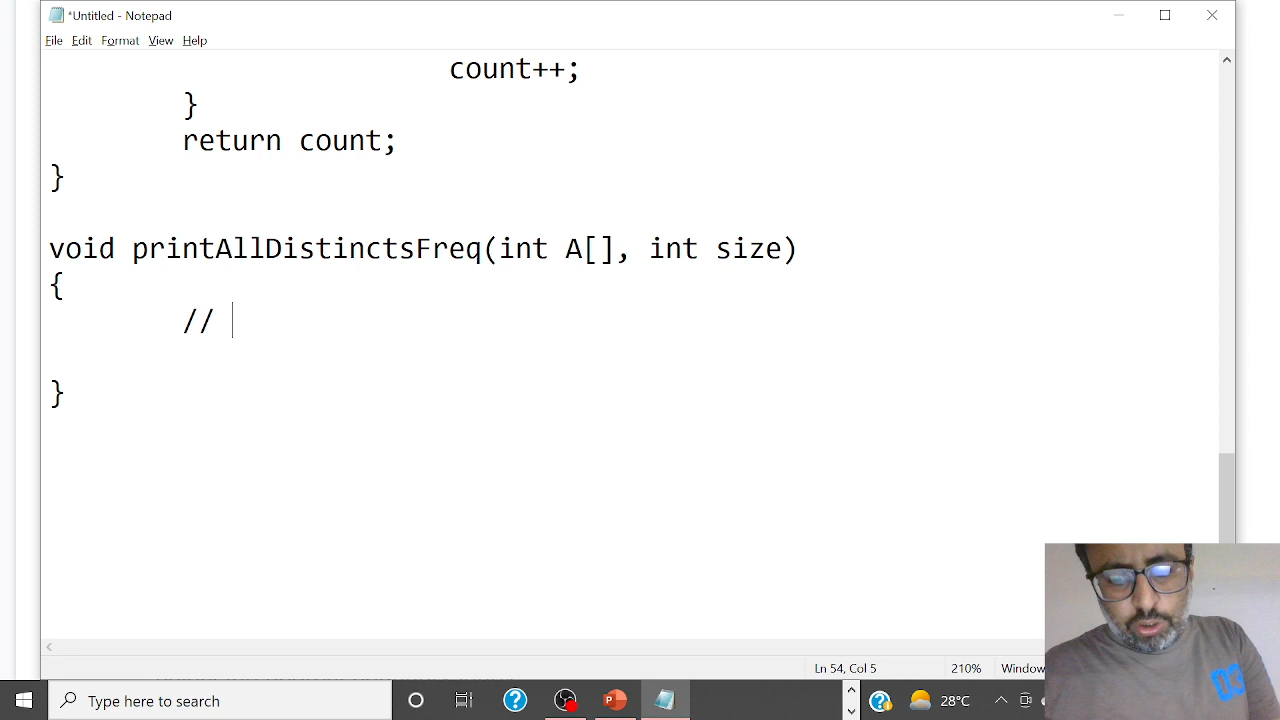 *Untitled - Notepad
File Edit Format View Help
count++;
}
return count;
}
void printAllDistinctsFreq(int A[], int size)
{
//
}
Ln 54, Col 5 210% Window
Type here to search 28°C